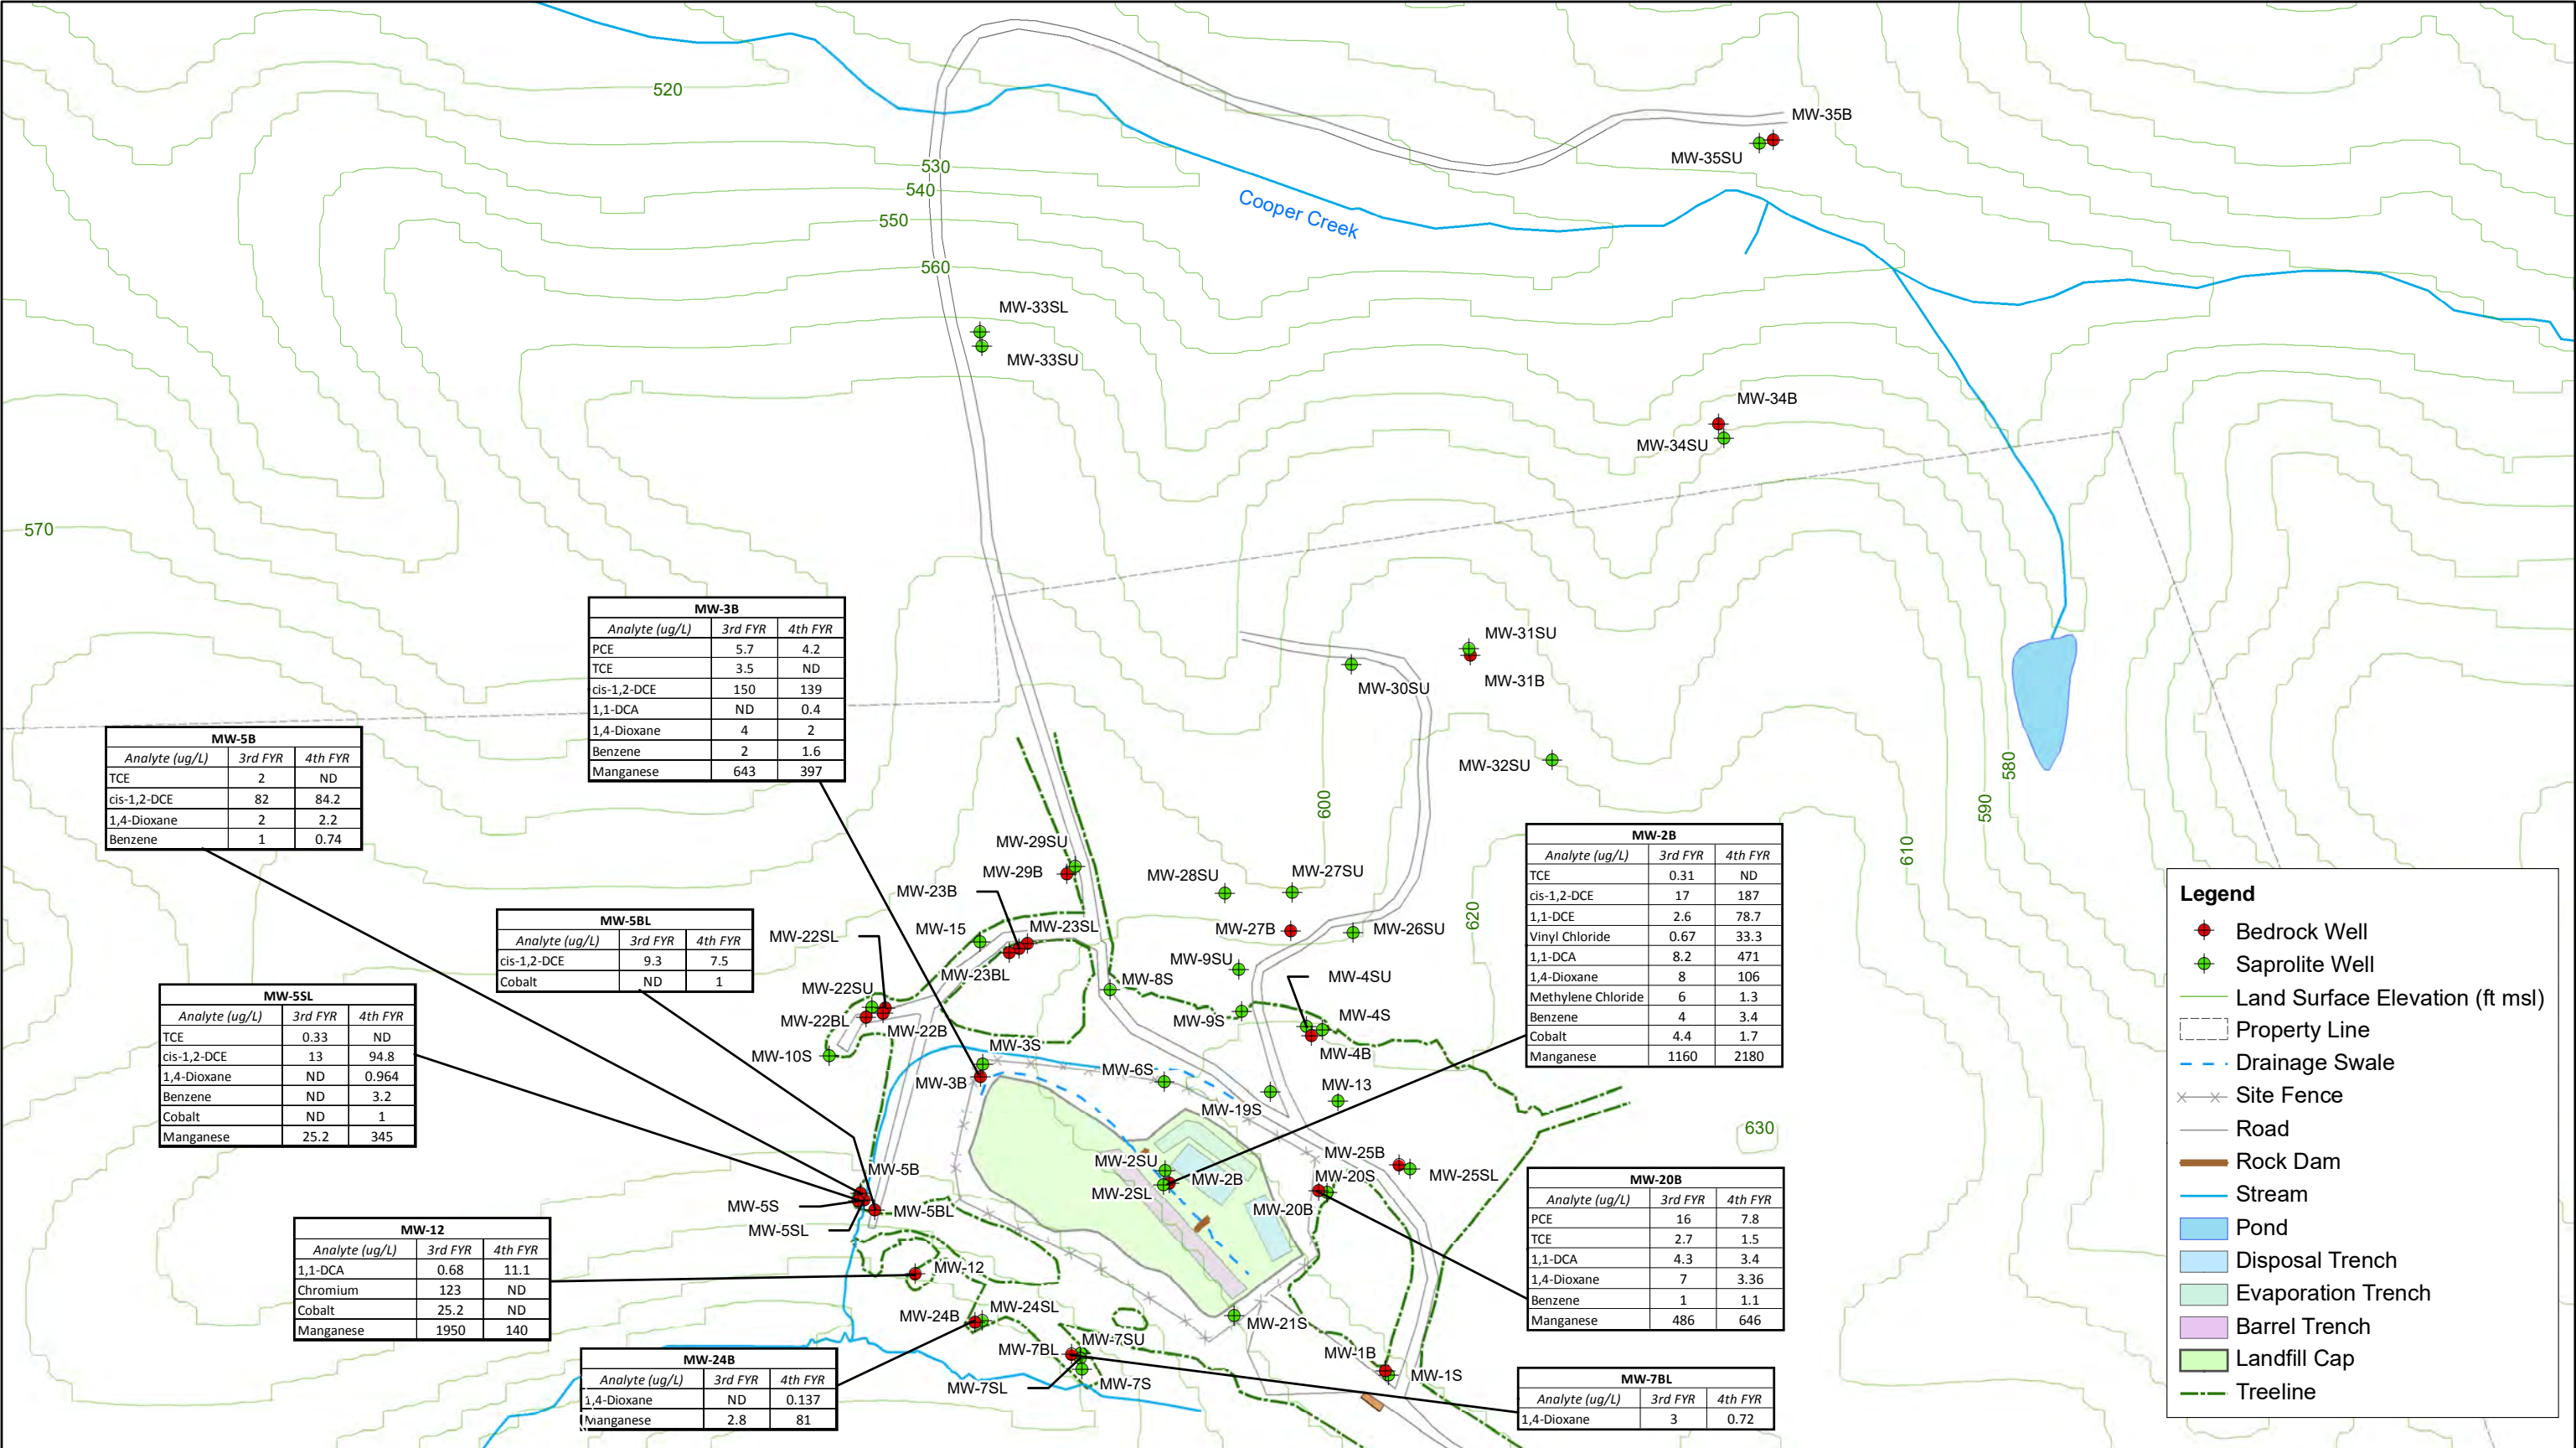 520
MW-35B
MW-35SU
530
540
550
560
Cooper Creek
MW-33SL
MW-33SU
MW-34B
MW-34SU
570
MW-3B
Analyte (ug/L) 3rd FYR 4th FYR
PCE 5.7 4.2
TCE 3.5 ND
cis-1,2-DCE 150 139
1,1-DCA ND 0.4
1,4-Dioxane 4 2
Benzene 2 1.6
Manganese 643 397
MW-31SU
MW-31B
MW-30SU
MW-32SU
600
580
590
610
620
630
MW-5B
Analyte (ug/L) 3rd FYR 4th FYR
TCE 2 ND
cis-1,2-DCE 82 84.2
1,4-Dioxane 2 2.2
Benzene 1 0.74
MW-29SU
MW-29B
MW-28SU
MW-27SU
MW-23B
MW-15
MW-23SL
MW-27B
MW-26SU
MW-22SL
MW-23BL
MW-9SU
MW-4SU
MW-8S
MW-22SU
MW-22BL
MW-22B
MW-9S
MW-4S
MW-10S
MW-3S
MW-4B
MW-3B
MW-6S
MW-13
MW-19S
MW-5BL
Analyte (ug/L) 3rd FYR 4th FYR
cis-1,2-DCE 9.3 7.5
Cobalt ND 1
MW-5SL
Analyte (ug/L) 3rd FYR 4th FYR
TCE 0.33 ND
cis-1,2-DCE 13 94.8
1,4-Dioxane ND 0.964
Benzene ND 3.2
Cobalt ND 1
Manganese 25.2 345
MW-2B
Analyte (ug/L) 3rd FYR 4th FYR
TCE 0.31 ND
cis-1,2-DCE 17 187
1,1-DCE 2.6 78.7
Vinyl Chloride 0.67 33.3
1,1-DCA 8.2 471
1,4-Dioxane 8 106
Methylene Chloride 6 1.3
Benzene 4 3.4
Cobalt 4.4 1.7
Manganese 1160 2180
MW-5B
MW-5S
MW-5BL
MW-5SL
MW-2SU
MW-2B
MW-2SL
MW-25B
MW-25SL
MW-20S
MW-20B
MW-12
Analyte (ug/L) 3rd FYR 4th FYR
1,1-DCA 0.68 11.1
Chromium 123 ND
Cobalt 25.2 ND
Manganese 1950 140
MW-20B
Analyte (ug/L) 3rd FYR 4th FYR
PCE 16 7.8
TCE 2.7 1.5
1,1-DCA 4.3 3.4
1,4-Dioxane 7 3.36
Benzene 1 1.1
Manganese 486 646
MW-12
MW-24B
MW-24SL
MW-21S
MW-7SU
MW-7BL
MW-7SL
MW-7S
MW-1B
MW-1S
MW-24B
Analyte (ug/L) 3rd FYR 4th FYR
1,4-Dioxane ND 0.137
Manganese 2.8 81
MW-7BL
Analyte (ug/L) 3rd FYR 4th FYR
1,4-Dioxane 3 0.72
Legend
Bedrock Well
Saprolite Well
Land Surface Elevation (ft msl)
Property Line
Drainage Swale
Site Fence
Road
Rock Dam
Stream
Pond
Disposal Trench
Evaporation Trench
Barrel Trench
Landfill Cap
Treeline